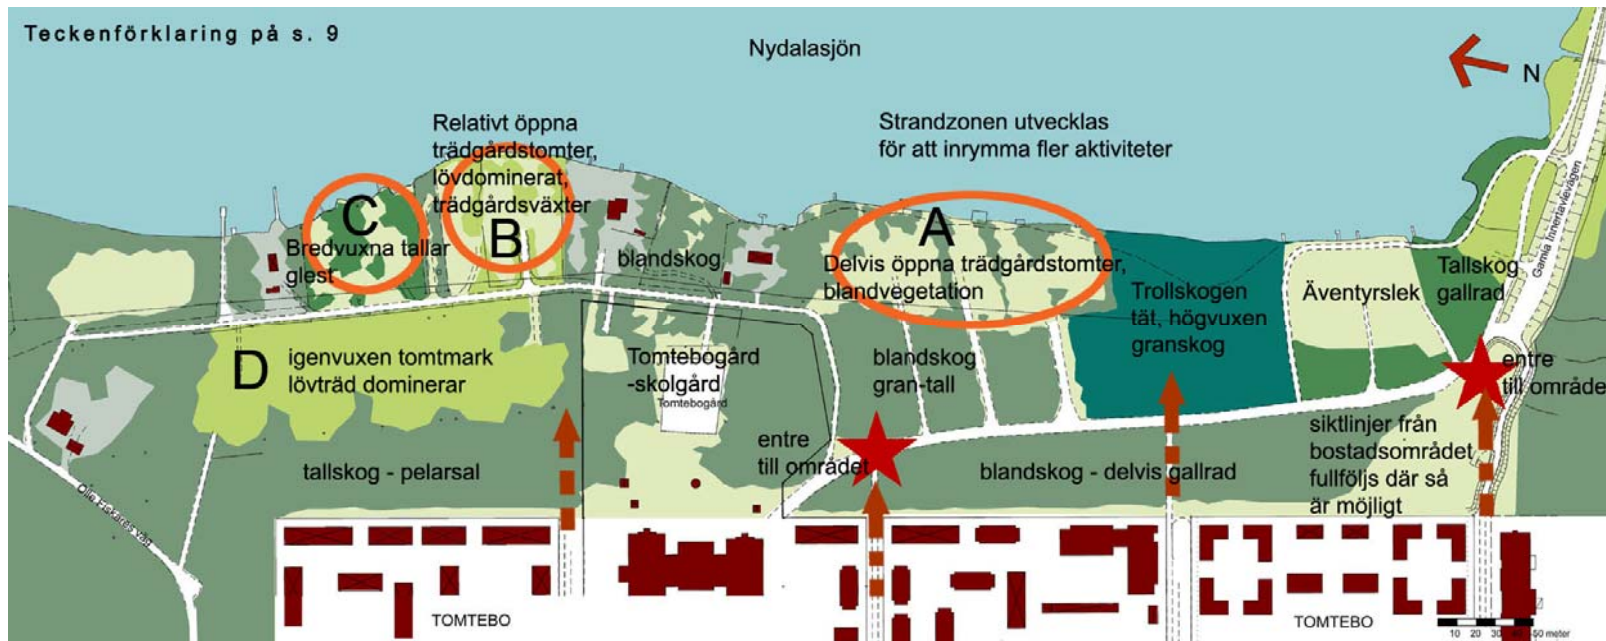 Teckenförklaring på s. 9
Nydalasjön
N
Relativt öppna
trädgårdstomter,
lövdominerat,
trädgårdsväxter
B
Strandzonen utvecklas
för att inrymma fler aktiviteter
Gamla Innertavlevägen
C
Bredvuxna tallar
glest
blandskog
A
Delvis öppna trädgårdstomter,
blandvegetation
Trollskogen
tät, högvuxen
granskog
Äventyrslek
Tallskog
gallrad
D
igenvuxen tomtmark
lövträd dominerar
Tomtebogård
-skolgård
Tomtebogård
blandskog
gran-tall
entre
till området
entre
till området
tallskog - pelarsal
blandskog - delvis gallrad
siktlinjer från
bostadsområdet
fullföljs där så
är möjligt
Olle Fiskares väg
TOMTEBO
TOMTEBO
10 20 30 40 50 meter